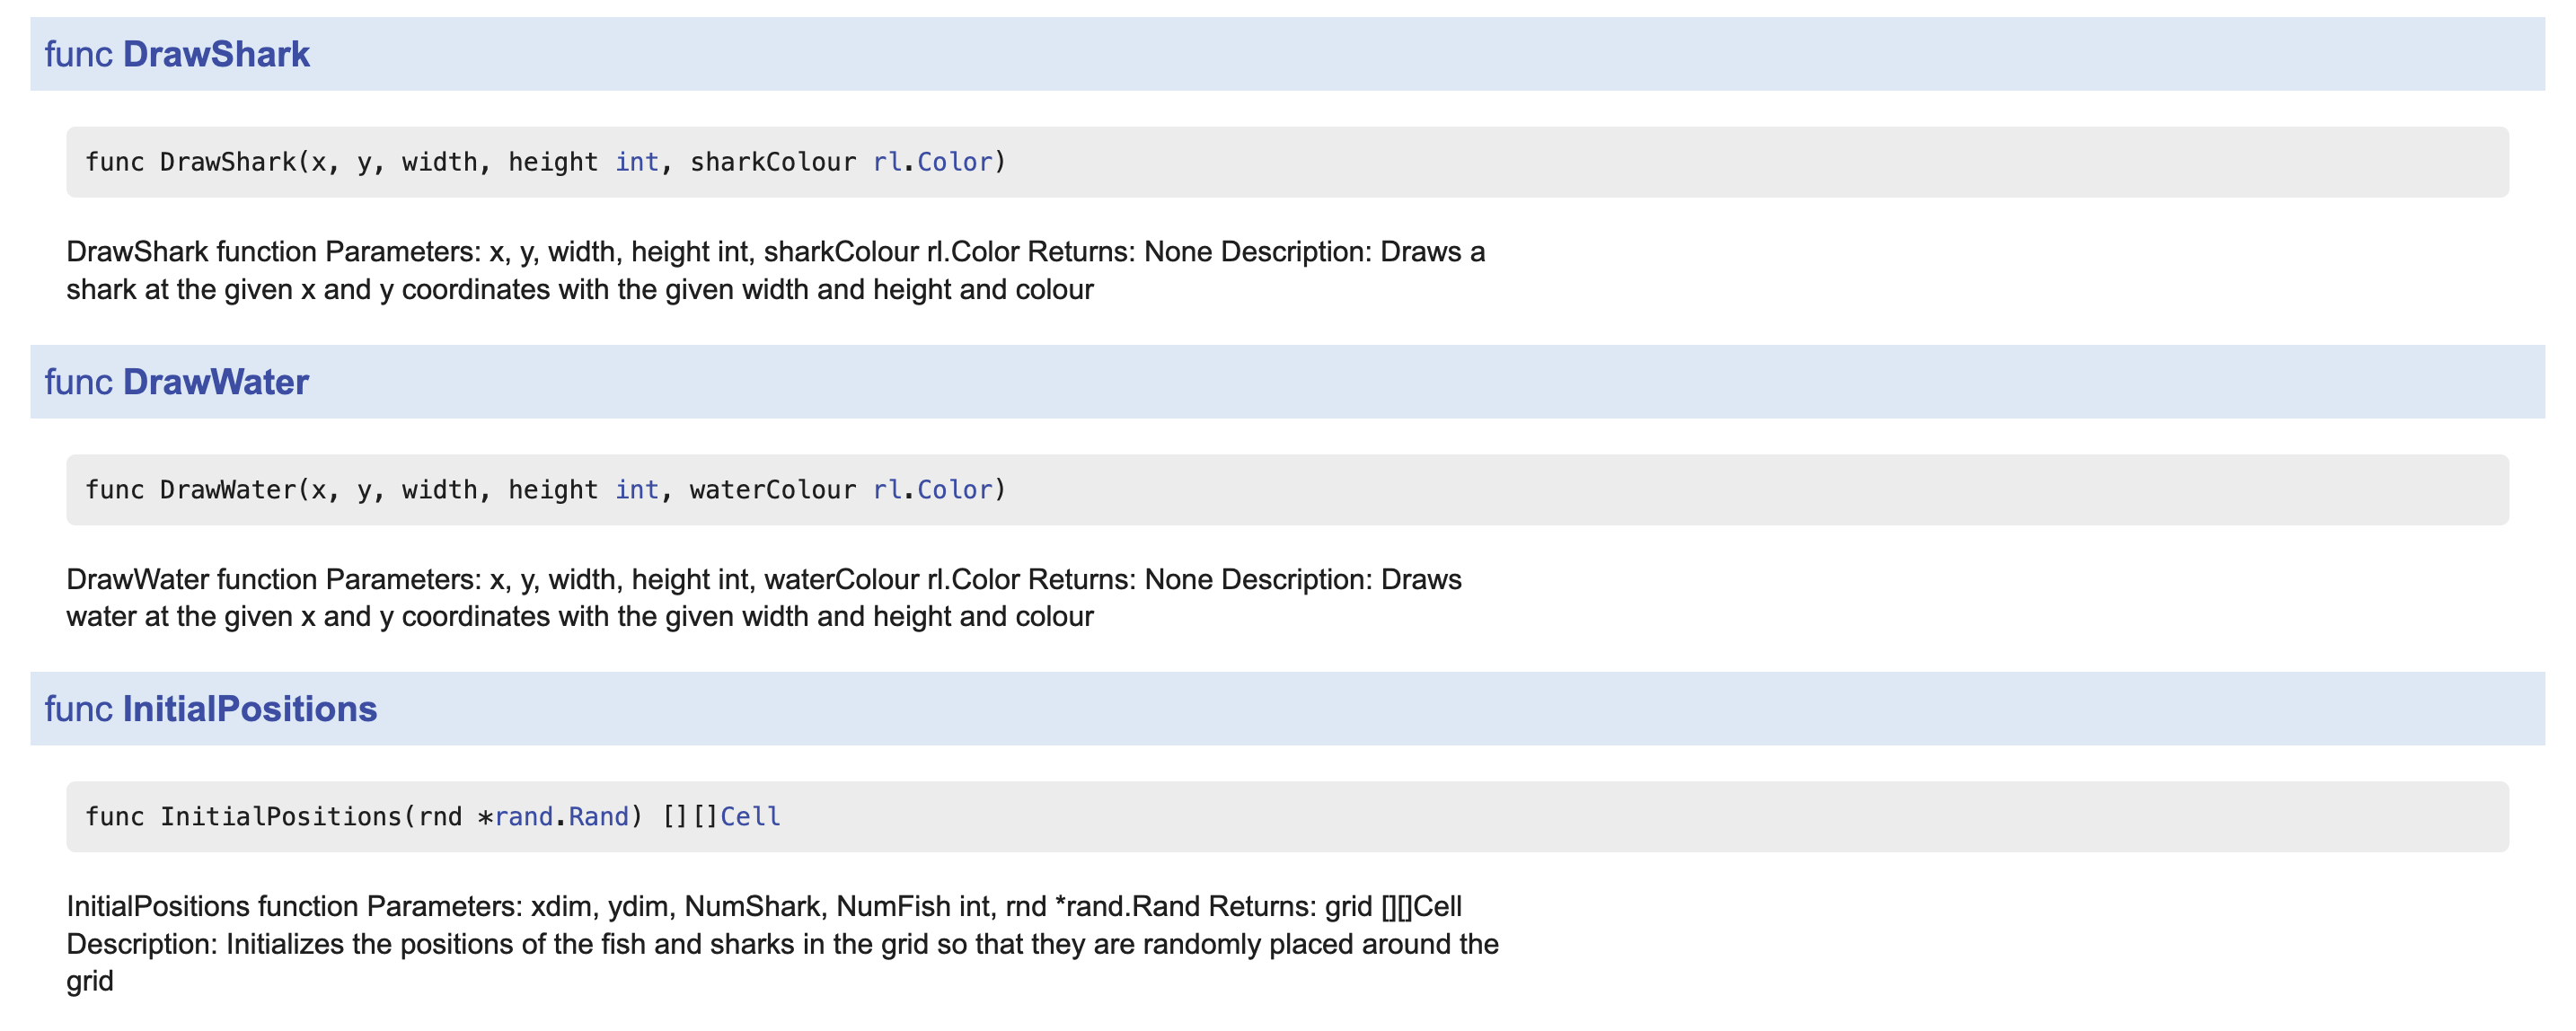 func DrawShark
func DrawShark(x, y, width, height int, sharkColour rl.Color)
DrawShark function Parameters: x, y, width, height int, sharkColour rl.Color Returns: None Description: Draws a
shark at the given x and y coordinates with the given width and height and colour
func DrawWater
func DrawWater(x, y, width, height int, waterColour rl.Color)
DrawWater function Parameters: x, y, width, height int, waterColour rl.Color Returns: None Description: Draws
water at the given x and y coordinates with the given width and height and colour
func InitialPositions
func InitialPositions(rnd *rand.Rand) [][]Cell
InitialPositions function Parameters: xdim, ydim, NumShark, NumFish int, rnd *rand.Rand Returns: grid [][]Cell
Description: Initializes the positions of the fish and sharks in the grid so that they are randomly placed around the
grid